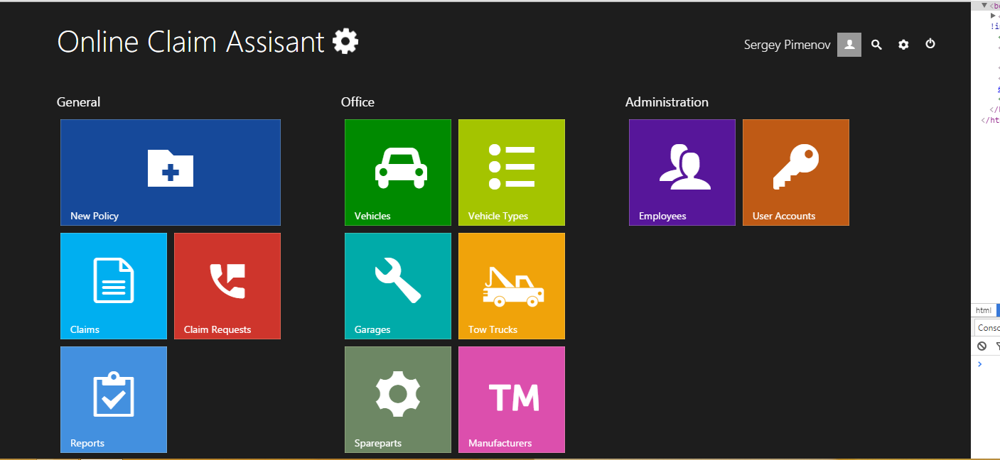 Online Claim Assisant
Sergey Pimenov
General
Office
Administration
New Policy
Vehicles
Vehicle Types
Employees
User Accounts
Claims
Claim Requests
Garages
Tow Trucks
Reports
Spareparts
TM
Manufacturers
html